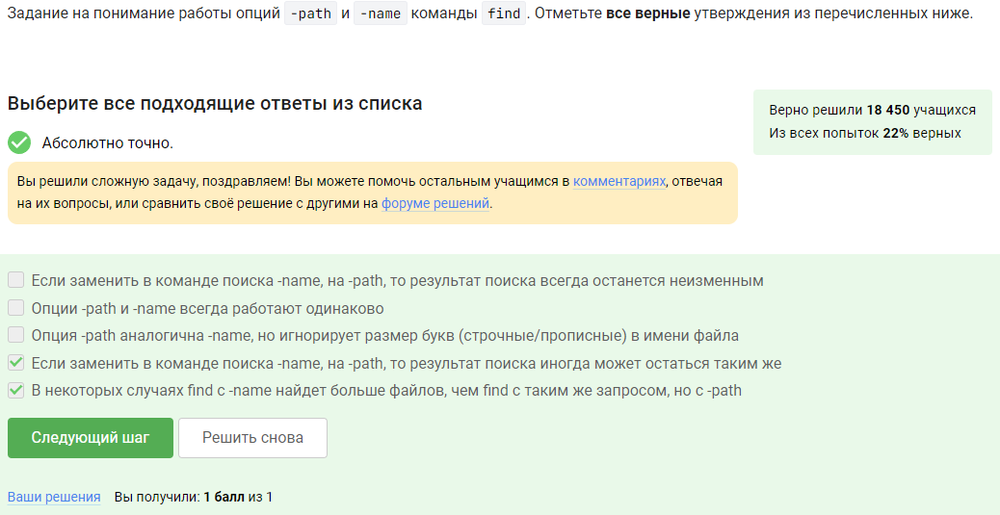 Задание на понимание работы опций -path и -name команды find. Отметьте все верные утверждения из перечисленных ниже.
Выберите все подходящие ответы из списка
Верно решили 18 450 учащихся
Из всех попыток 22% верных
Абсолютно точно.
Вы решили сложную задачу, поздравляем! Вы можете помочь остальным учащимся в комментариях, отвечая
на их вопросы, или сравнить своё решение с другими на форуме решений.
Если заменить в команде поиска -name, на -path, то результат поиска всегда останется неизменным
Опции -path и -name всегда работают одинаково
Опция -path аналогична -name, но игнорирует размер букв (строчные/прописные) в имени файла
Если заменить в команде поиска -name, на -path, то результат поиска иногда может остаться таким же
В некоторых случаях find с -name найдет больше файлов, чем find с таким же запросом, но с -path
Следующий шаг
Решить снова
Ваши решения
Вы получили: 1 балл из 1